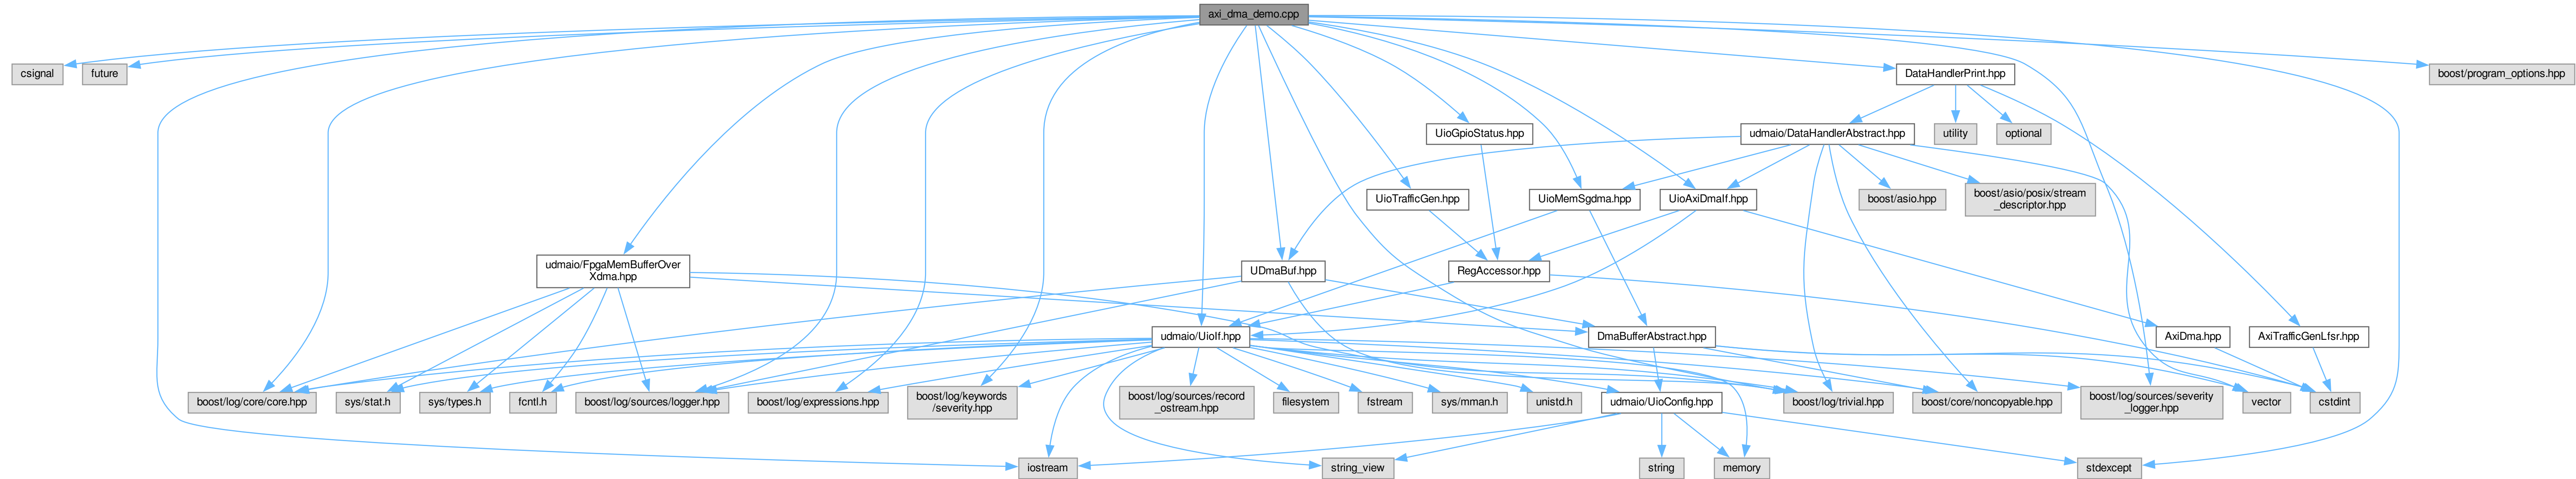 axi_dma_demo.cpp
csignal
future
DataHandlerPrint.hpp
boost/program_options.hpp
UioGpioStatus.hpp
udmaio/DataHandlerAbstract.hpp
utility
optional
UioTrafficGen.hpp
UioMemSgdma.hpp
UioAxiDmaIf.hpp
boost/asio.hpp
boost/asio/posix/stream
_descriptor.hpp
udmaio/FpgaMemBufferOver
Xdma.hpp
UDmaBuf.hpp
RegAccessor.hpp
udmaio/UioIf.hpp
DmaBufferAbstract.hpp
AxiDma.hpp
AxiTrafficGenLfsr.hpp
boost/log/core/core.hpp
sys/stat.h
sys/types.h
fcntl.h
boost/log/sources/logger.hpp
boost/log/expressions.hpp
boost/log/keywords
/severity.hpp
boost/log/sources/record
_ostream.hpp
filesystem
fstream
sys/mman.h
unistd.h
udmaio/UioConfig.hpp
boost/log/trivial.hpp
boost/core/noncopyable.hpp
boost/log/sources/severity
_logger.hpp
vector
cstdint
iostream
string_view
string
memory
stdexcept